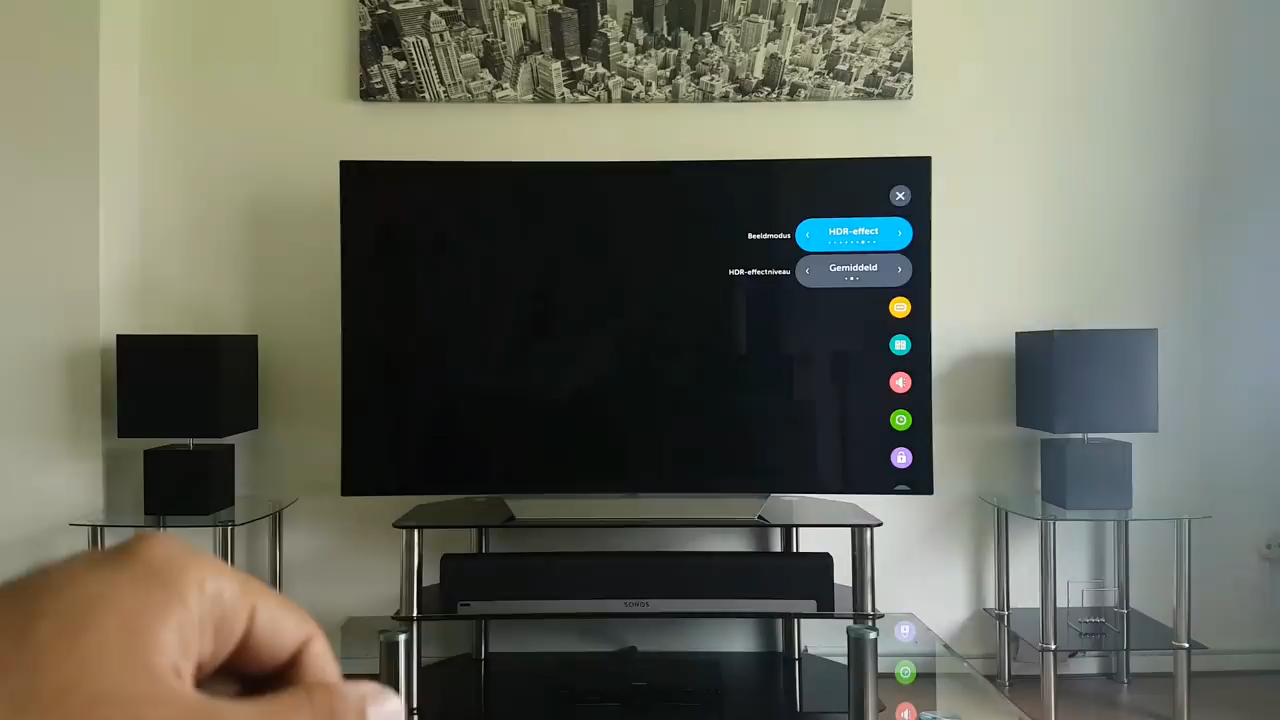 Beeldmodus
HDR-effect
HDR-effectniveau
Gemiddeld
SONOS